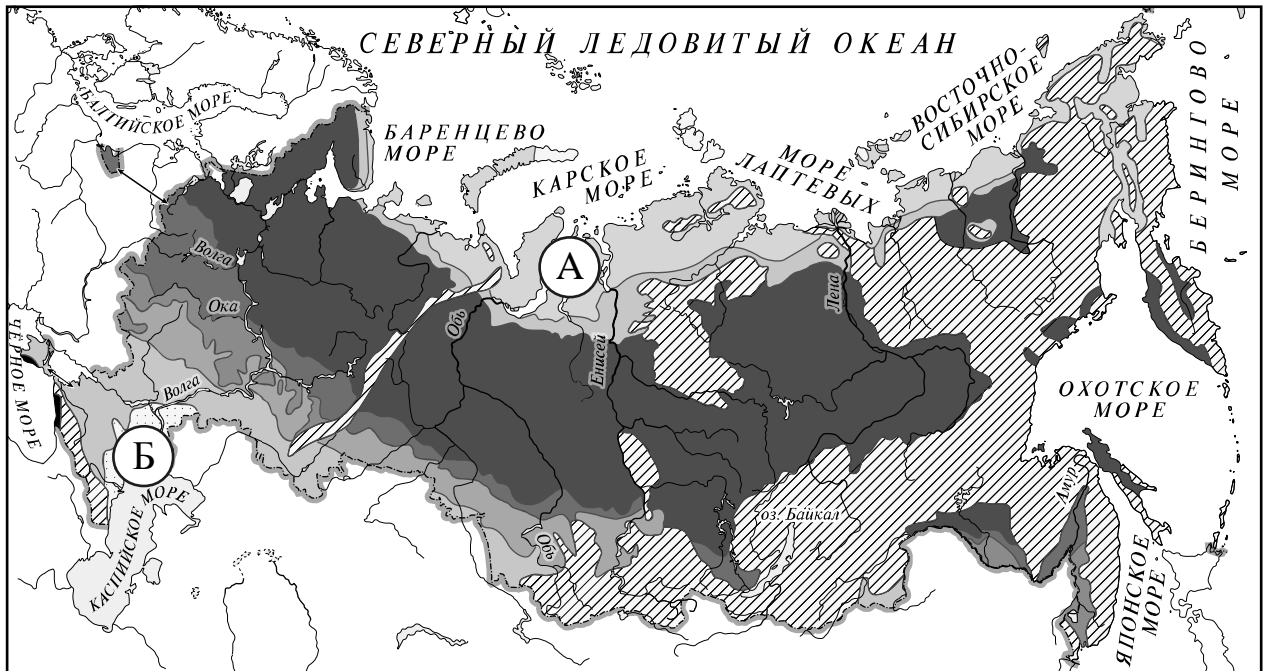 СЕВЕРНЫЙ ЛЕДОВИТЫЙ ОКЕАН
БАЛТИЙСКОЕ МОРЕ
БАРЕНЦЕВО
МОРЕ
КАРСКОЕ
МОРЕ
МОРЕ
ЛАПТЕВЫХ
ВОСТОЧНО-
СИБИРСКОЕ
МОРЕ
БЕРИНГОВО
МОРЕ
А
Волга
Ока
Обь
Енисей
Лена
ЧЁРНОЕ МОРЕ
Волга
Б
КАСПИЙСКОЕ МОРЕ
ОХОТСКОЕ
МОРЕ
Обь
оз. Байкал
Амур
ЯПОНСКОЕ
МОРЕ